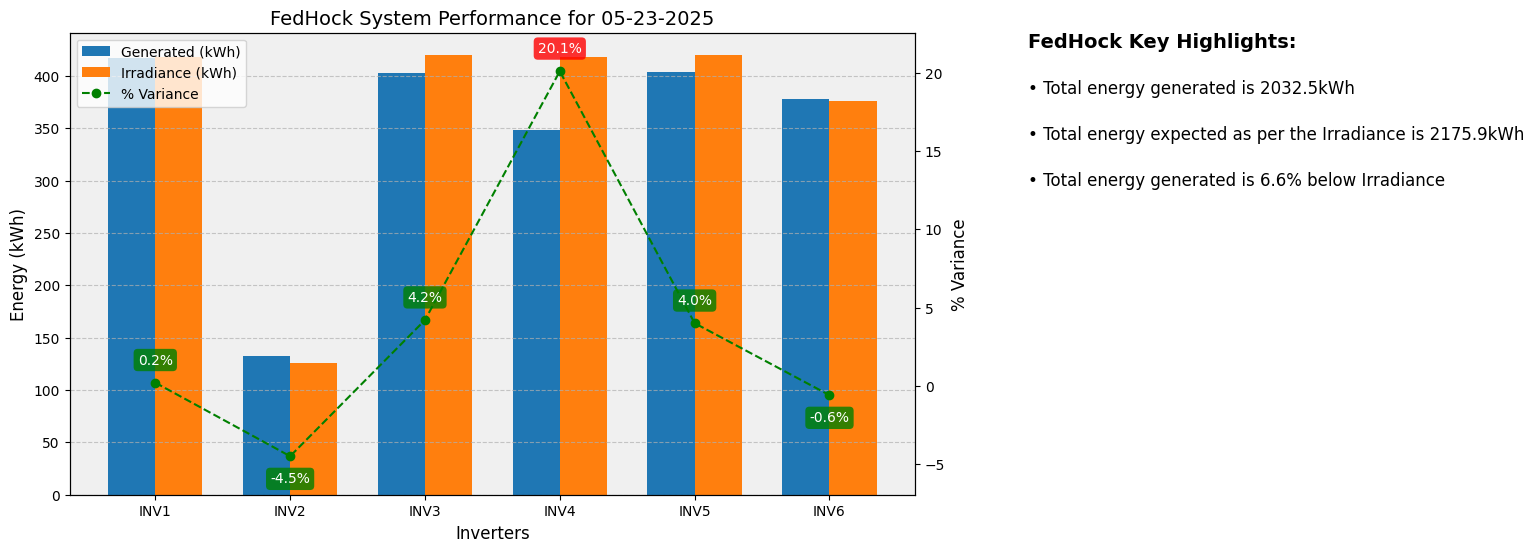 FedHock System Performance for 05-23-2025
Generated (kWh)
Irradiance (kWh)
% Variance
Energy (kWh)
400
350
300
250
200
150
100
50
0
0.2%
-4.5%
4.2%
20.1%
4.0%
-0.6%
20
15
10
5
0
−5
% Variance
INV1 INV2 INV3 INV4 INV5 INV6
Inverters
FedHock Key Highlights:
• Total energy generated is 2032.5kWh
• Total energy expected as per the Irradiance is 2175.9kWh
• Total energy generated is 6.6% below Irradiance